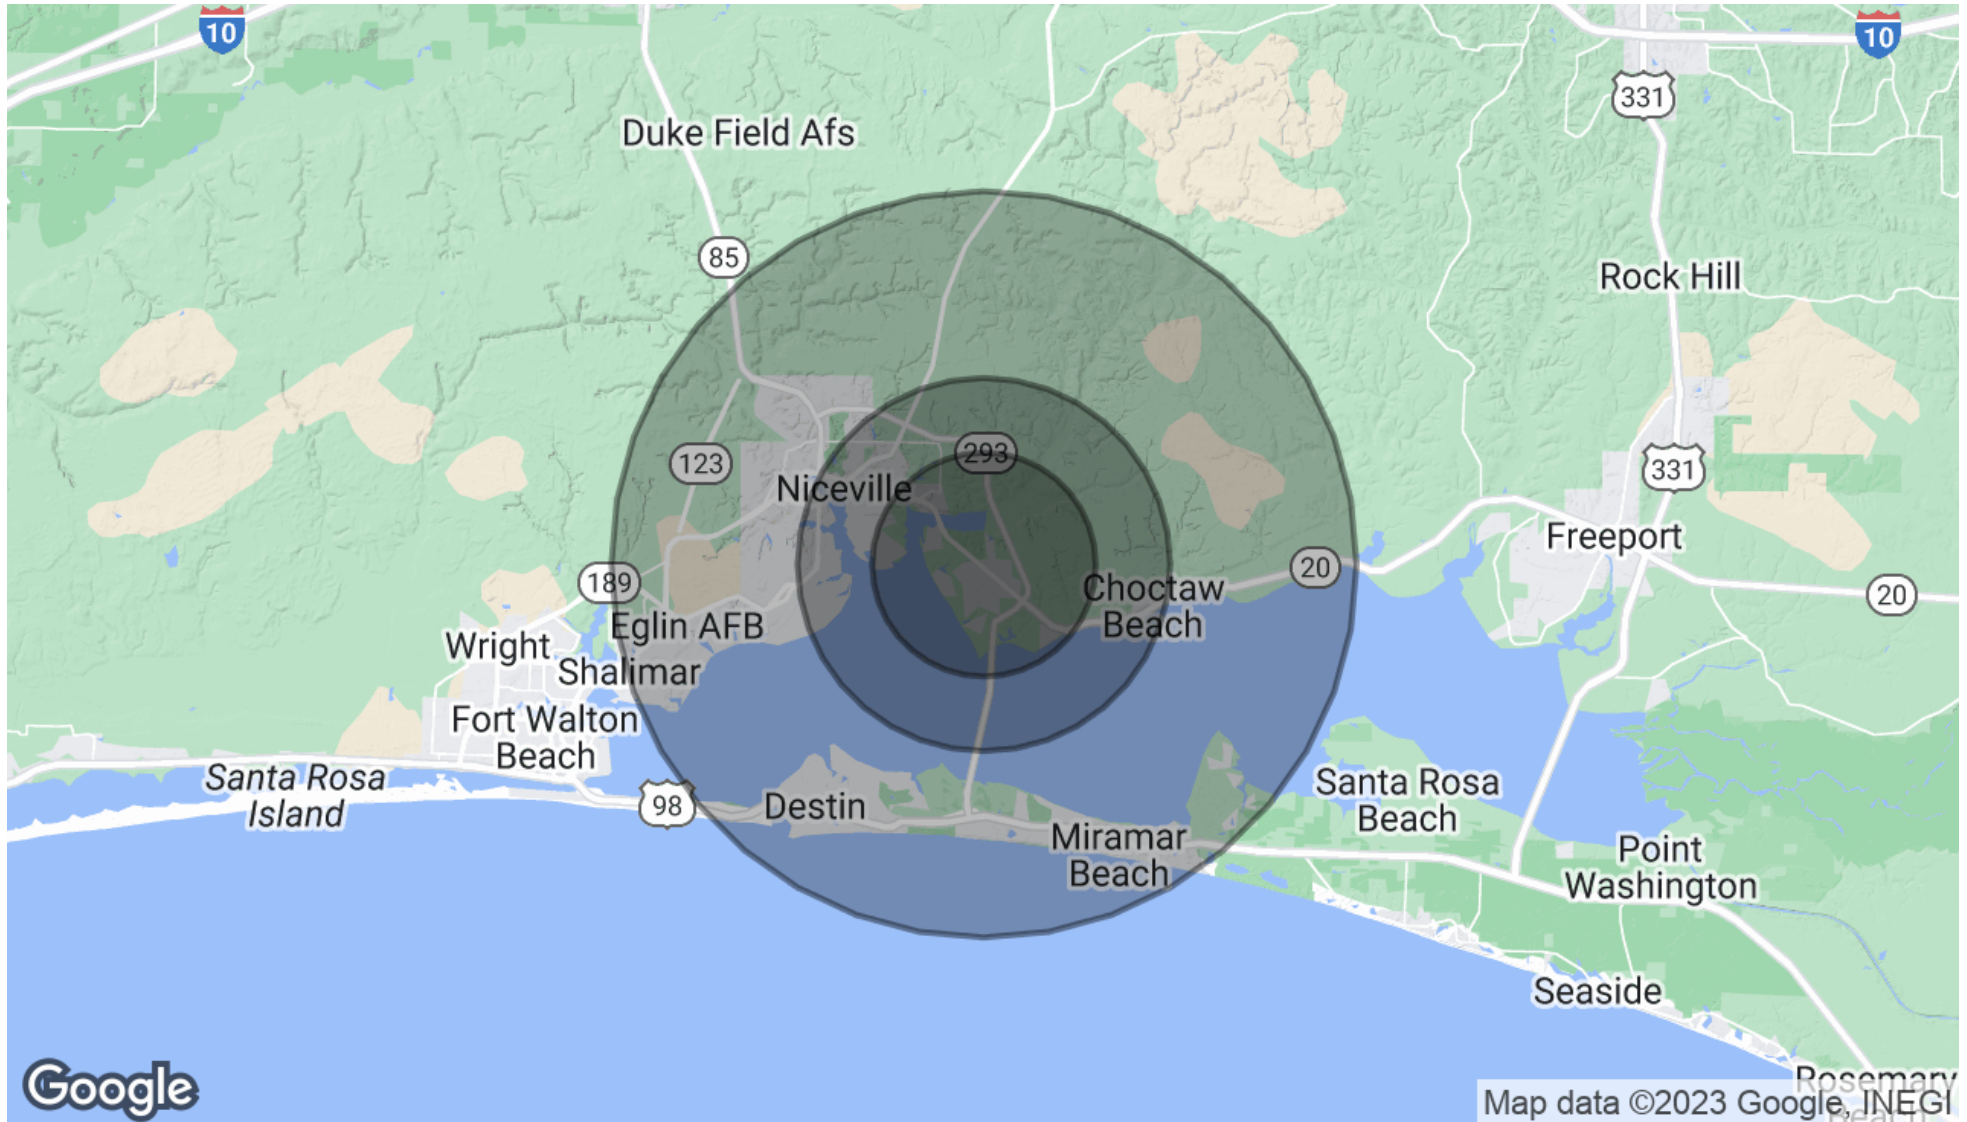 10
10
331
Duke Field Afs
85
Rock Hill
293
123
331
Niceville
Freeport
20
189
Choctaw
Beach
20
Eglin AFB
Wright
Shalimar
Fort Walton
Beach
Santa Rosa
Island
98
Destin
Santa Rosa
Beach
Miramar
Beach
Point
Washington
Seaside
Rosemary
Beach
Google
Map data ©2023 Google, INEGI